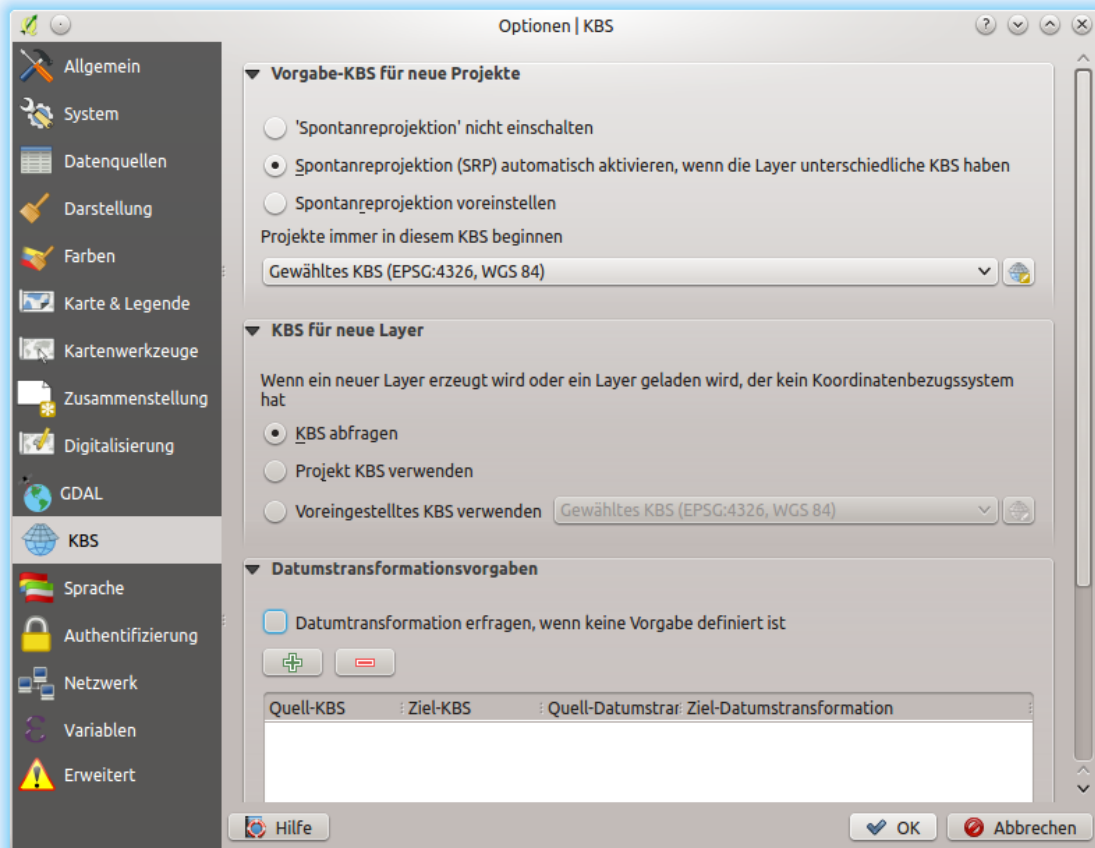 Optionen | KBS
Allgemein
System
Datenquellen
Darstellung
Farben
Karte & Legende
Kartenwerkzeuge
Zusammenstellung
Digitalisierung
GDAL
KBS
Sprache
Authentifizierung
Netzwerk
Variablen
Erweitert
Vorgabe-KBS für neue Projekte
'Spontanreprojektion' nicht einschalten
Spontanreprojektion (SRP) automatisch aktivieren, wenn die Layer unterschiedliche KBS haben
Spontanreprojektion voreinstellen
Projekte immer in diesem KBS beginnen
Gewähltes KBS (EPSG:4326, WGS 84)
KBS für neue Layer
Wenn ein neuer Layer erzeugt wird oder ein Layer geladen wird, der kein Koordinatenbezugssystem
hat
KBS abfragen
Projekt KBS verwenden
Voreingestelltes KBS verwenden Gewähltes KBS (EPSG:4326, WGS 84)
Datumstransformationsvorgaben
Datumtransformation erfragen, wenn keine Vorgabe definiert ist
Quell-KBS Ziel-KBS Quell-Datumstrar Ziel-Datumstransformation
Hilfe OK Abbrechen